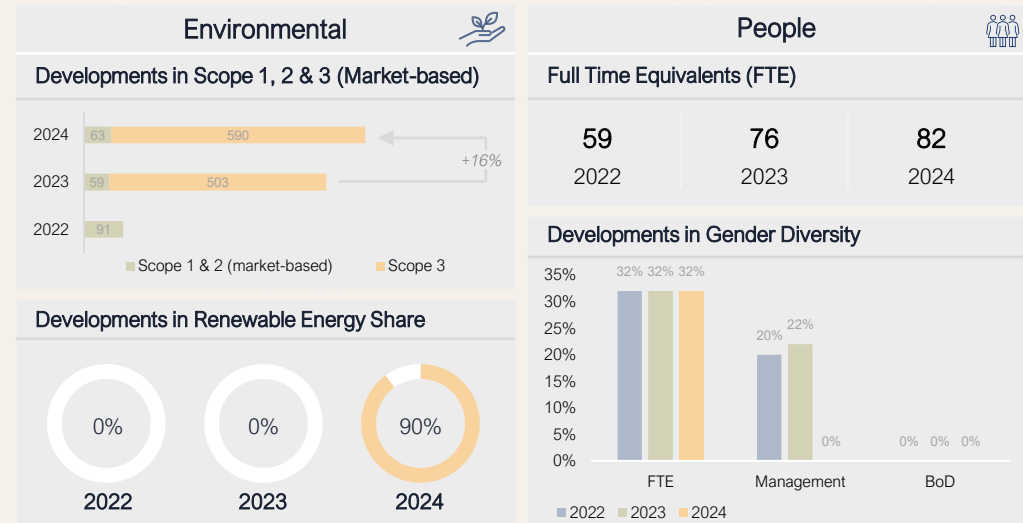 Environmental
Developments in Scope 1, 2 & 3 (Market-based)
2024
63
590
+16%
2023
59
503
2022
91
Scope 1 & 2 (market-based)
Scope 3
Developments in Renewable Energy Share
0%
0%
90%
2022
2023
2024
People
Full Time Equivalents (FTE)
59
76
82
2022
2023
2024
Developments in Gender Diversity
35%
30%
25%
20%
15%
10%
5%
0%
32% 32% 32%
20%
22%
0%
0% 0% 0%
FTE
Management
BoD
2022
2023
2024